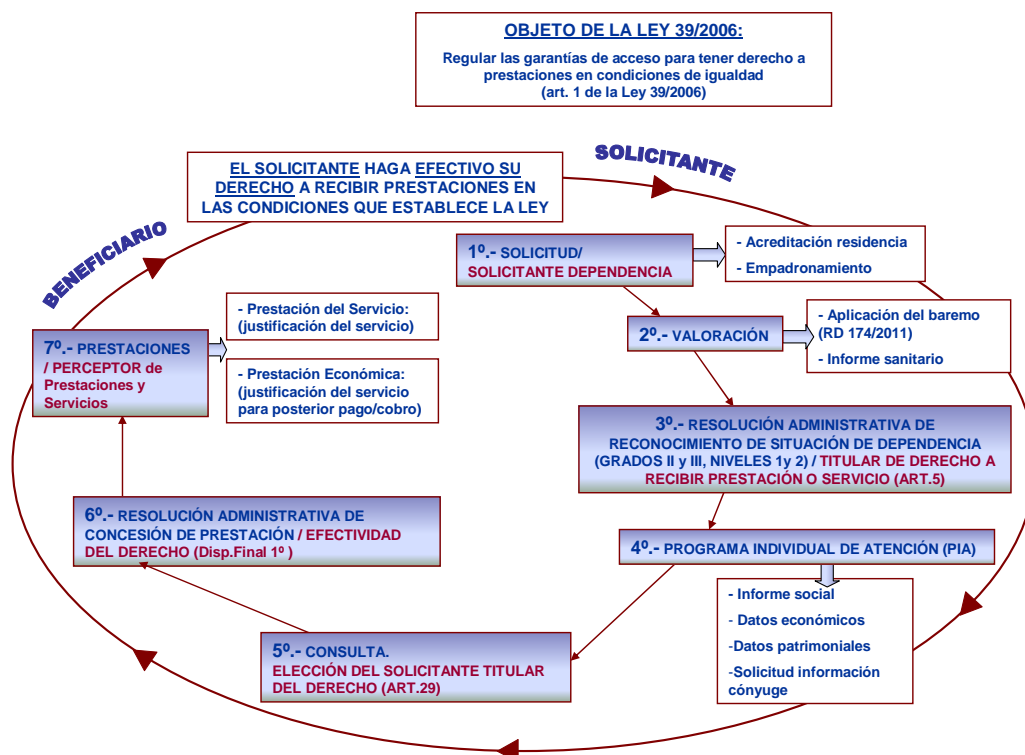 OBJETO DE LA LEY 39/2006:
Regular las garantías de acceso para tener derecho a
prestaciones en condiciones de igualdad
(art. 1 de la Ley 39/2006)
SOLICITANTE
EL SOLICITANTE HAGA EFECTIVO SU
DERECHO A RECIBIR PRESTACIONES EN
LAS CONDICIONES QUE ESTABLECE LA LEY
BENEFICIARIO
1º.- SOLICITUD/
SOLICITANTE DEPENDENCIA
- Acreditación residencia
- Empadronamiento
2º.- VALORACIÓN
- Aplicación del baremo
(RD 174/2011)
- Informe sanitario
3º.- RESOLUCIÓN ADMINISTRATIVA DE
RECONOCIMIENTO DE SITUACIÓN DE DEPENDENCIA
(GRADOS II y III, NIVELES 1y 2) / TITULAR DE DERECHO A
RECIBIR PRESTACIÓN O SERVICIO (ART.5)
4º.- PROGRAMA INDIVIDUAL DE ATENCIÓN (PIA)
- Informe social
- Datos económicos
-Datos patrimoniales
-Solicitud información
cónyuge
5º.- CONSULTA.
ELECCIÓN DEL SOLICITANTE TITULAR
DEL DERECHO (ART.29)
6º.- RESOLUCIÓN ADMINISTRATIVA DE
CONCESIÓN DE PRESTACIÓN / EFECTIVIDAD
DEL DERECHO (Disp.Final 1º )
7º.- PRESTACIONES
/ PERCEPTOR de
Prestaciones y
Servicios
- Prestación del Servicio:
(justificación del servicio)
- Prestación Económica:
(justificación del servicio
para posterior pago/cobro)